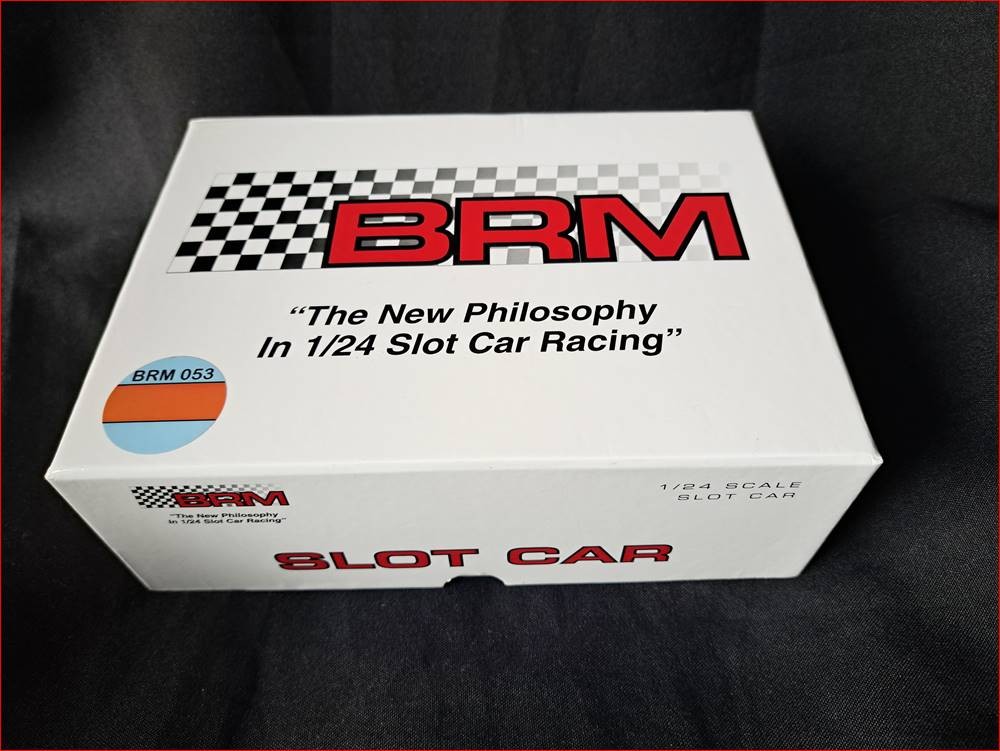 BRM
“The New Philosophy
In 1/24 Slot Car Racing”
BRM 053
BRM
"The New Philosophy
In 1/24 Slot Car Racing"
1/24 SCALE
SLOT CAR
SLOT CAR